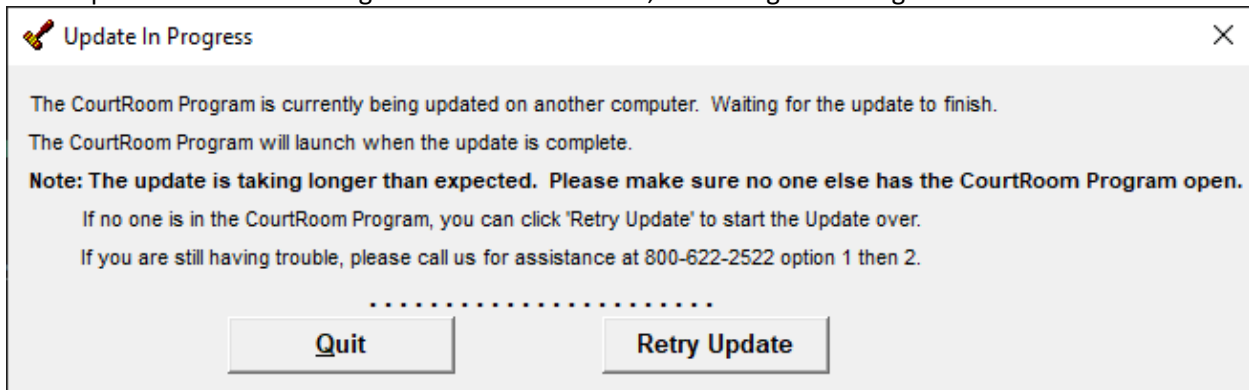 Update In Progress
The CourtRoom Program is currently being updated on another computer.  Waiting for the update to finish.
The CourtRoom Program will launch when the update is complete.
Note: The update is taking longer than expected.  Please make sure no one else has the CourtRoom Program open.
If no one is in the CourtRoom Program, you can click 'Retry Update' to start the Update over.
If you are still having trouble, please call us for assistance at 800-622-2522 option 1 then 2.
. . . . . . . . . . . . . . . . . . . . . . .
Quit
Retry Update